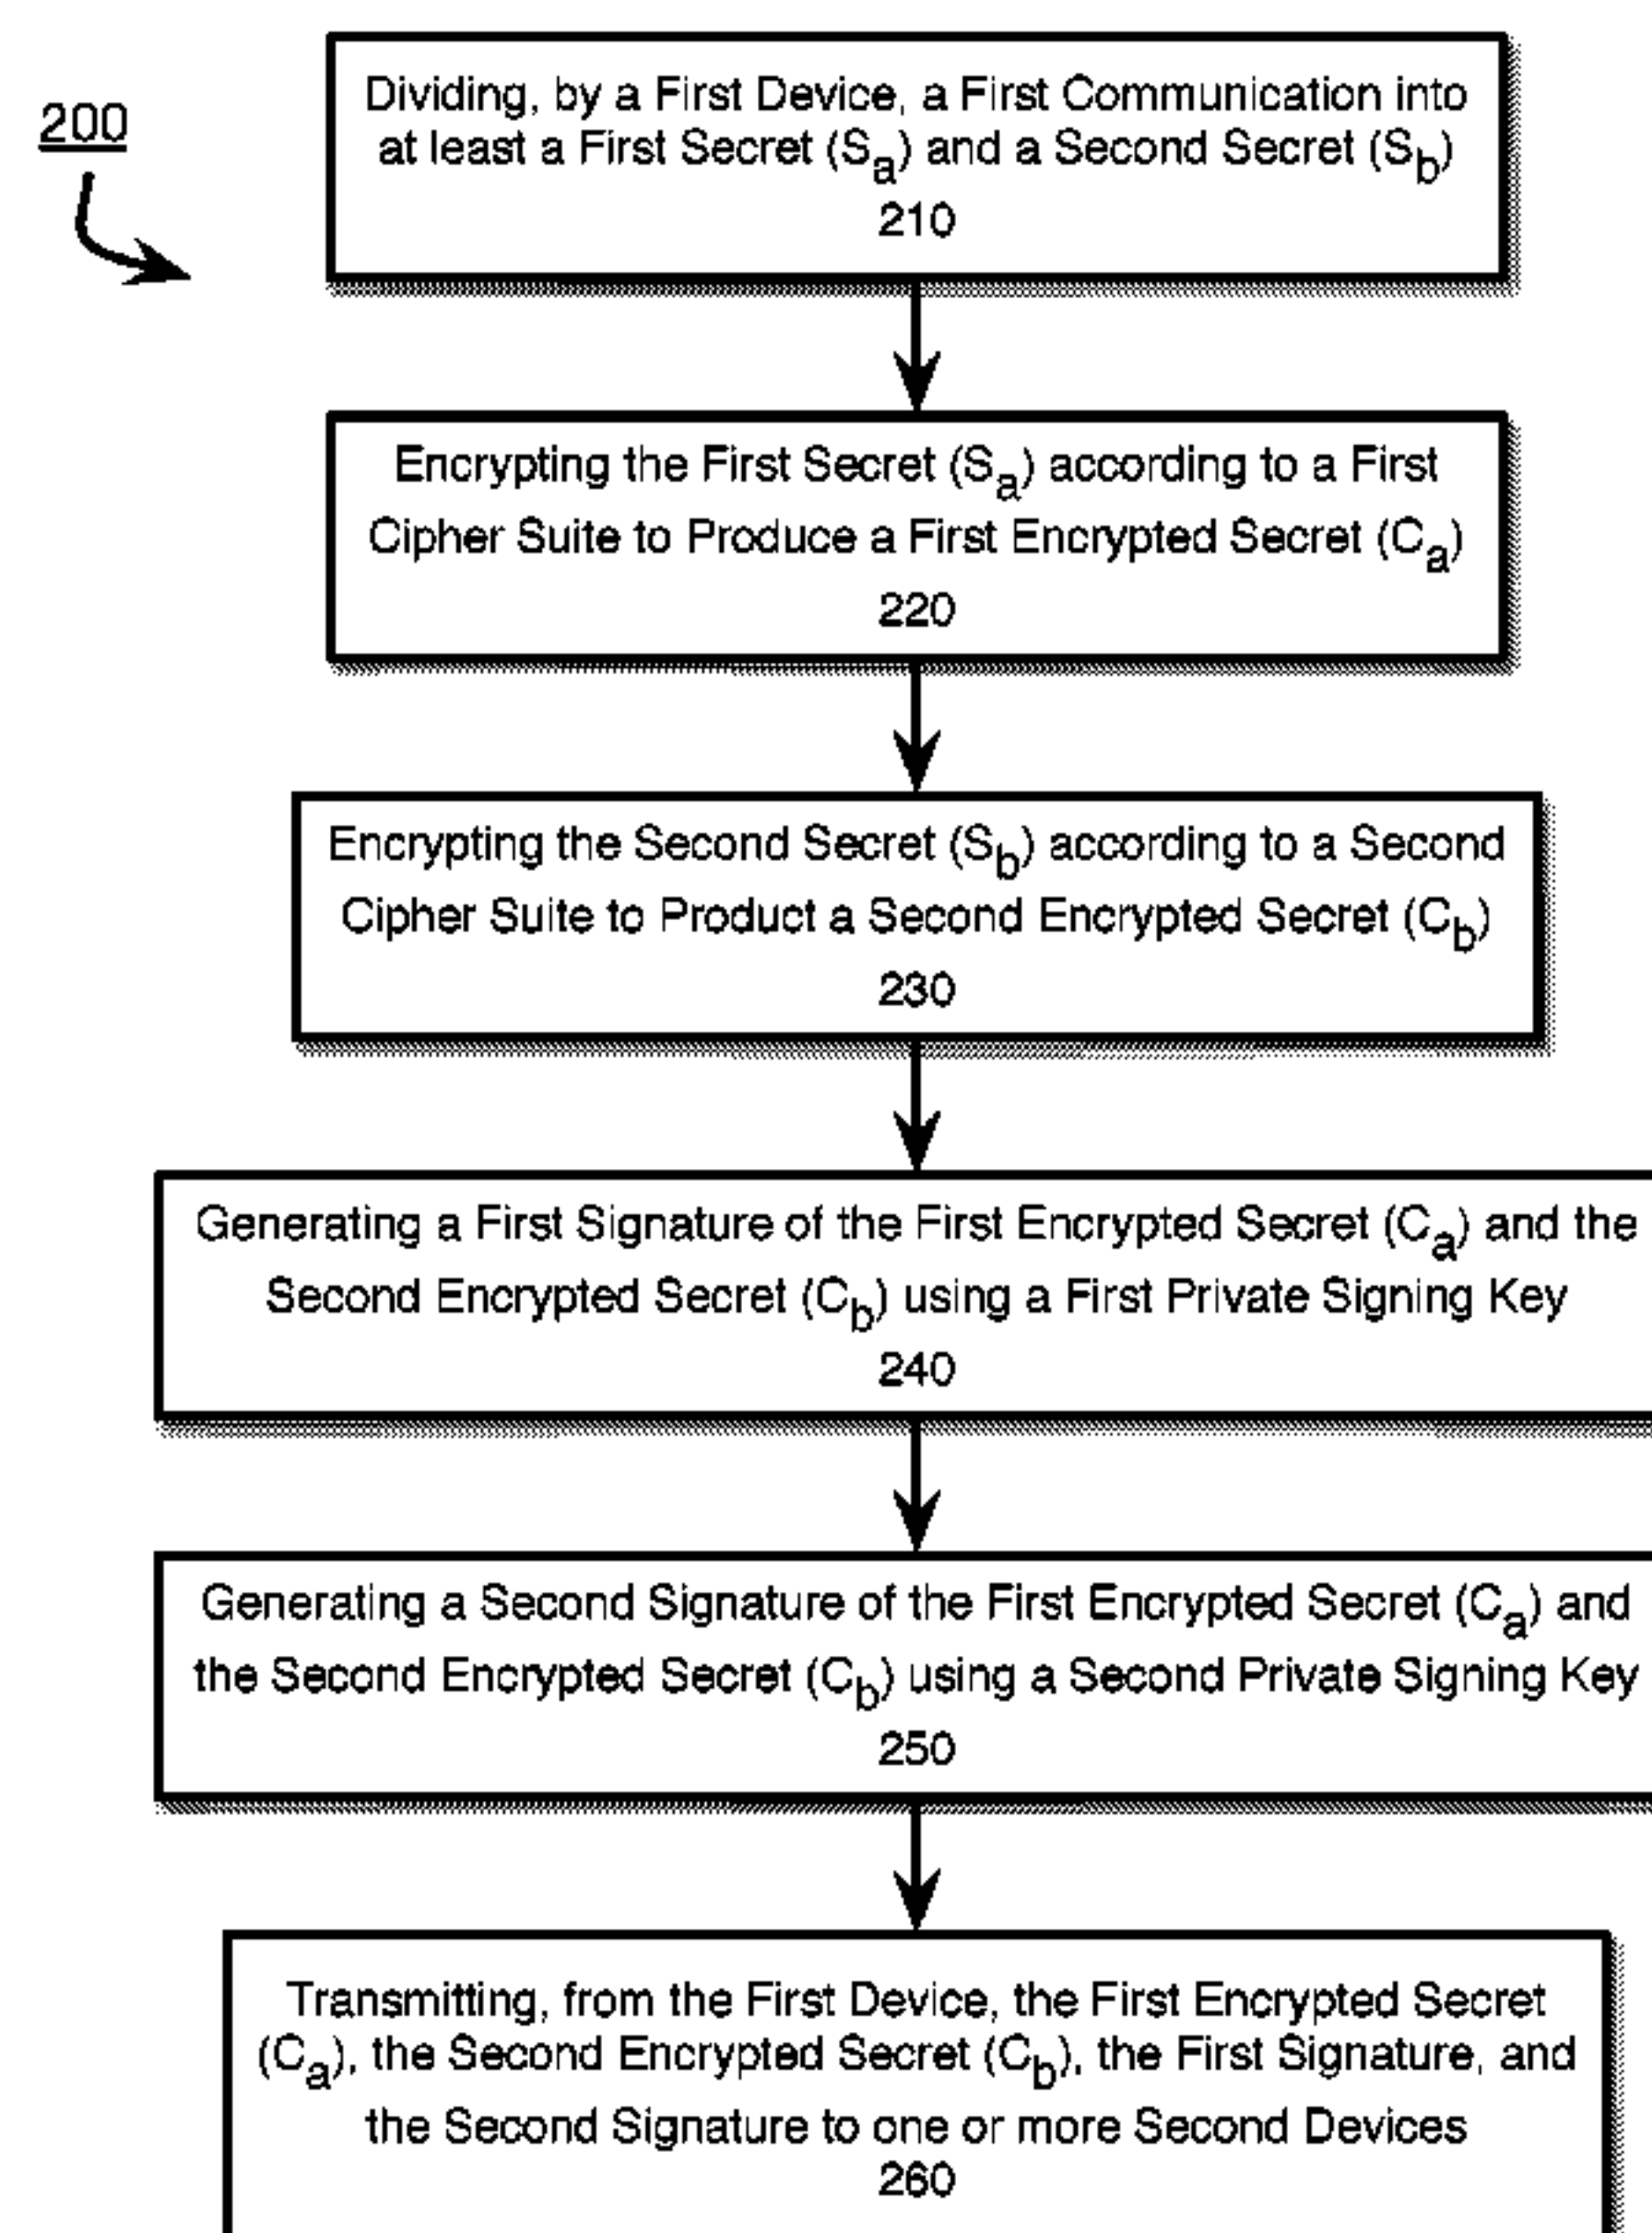 200
Dividing, by a First Device, a First Communication into
at least a First Secret (Sa) and a Second Secret (Sb)
210
Encrypting the First Secret (Sa) according to a First
Cipher Suite to Produce a First Encrypted Secret (Ca)
220
Encrypting the Second Secret (Sb) according to a Second
Cipher Suite to Product a Second Encrypted Secret (Cb)
230
Generating a First Signature of the First Encrypted Secret (Ca) and the
Second Encrypted Secret (Cb) using a First Private Signing Key
240
Generating a Second Signature of the First Encrypted Secret (Ca) and
the Second Encrypted Secret (Cb) using a Second Private Signing Key
250
Transmitting, from the First Device, the First Encrypted Secret
(Ca), the Second Encrypted Secret (Cb), the First Signature, and
the Second Signature to one or more Second Devices
260